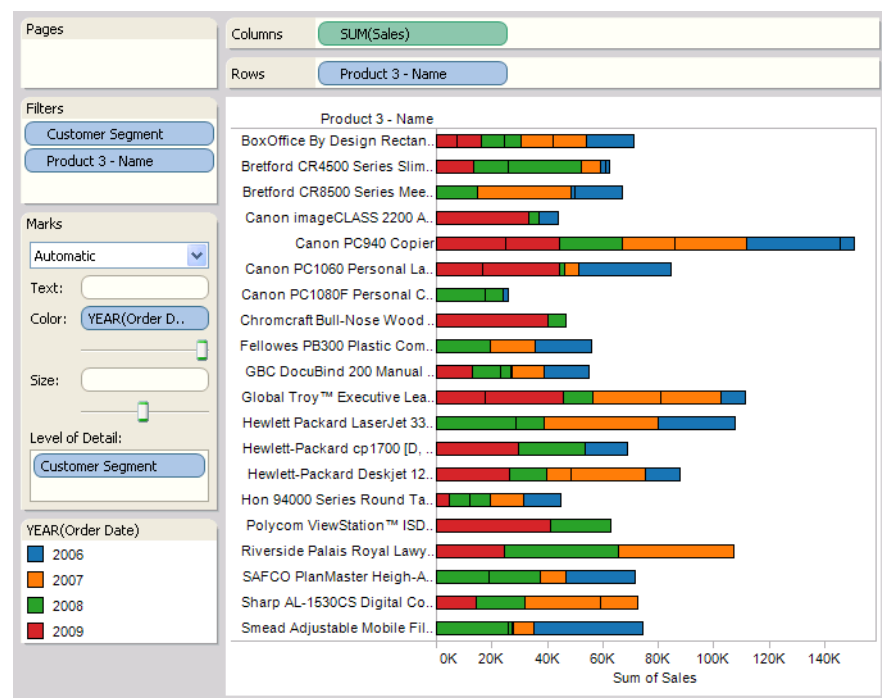 Pages
Columns SUM(Sales)
Rows Product 3 - Name
Filters
Customer Segment
Product 3 - Name
Marks
Automatic
Text:
Color: YEAR(Order D..
Size:
Level of Detail:
Customer Segment
YEAR(Order Date)
2006
2007
2008
2009
Product 3 - Name
BoxOffice By Design Rectan..
Bretford CR4500 Series Slim..
Bretford CR8500 Series Mee..
Canon imageCLASS 2200 A..
Canon PC940 Copier
Canon PC1060 Personal La..
Canon PC1080F Personal C..
Chromcraft Bull-Nose Wood ..
Fellowes PB300 Plastic Com..
GBC DocuBind 200 Manual ..
Global Troy™ Executive Lea..
Hewlett Packard LaserJet 33..
Hewlett-Packard cp1700 [D, ..
Hewlett-Packard Deskjet 12..
Hon 94000 Series Round Ta..
Polycom ViewStation™ ISD..
Riverside Palais Royal Lawy..
SAFCO PlanMaster Heigh-A..
Sharp AL-1530CS Digital Co..
Smead Adjustable Mobile Fil..
0K 20K 40K 60K 80K 100K 120K 140K
Sum of Sales